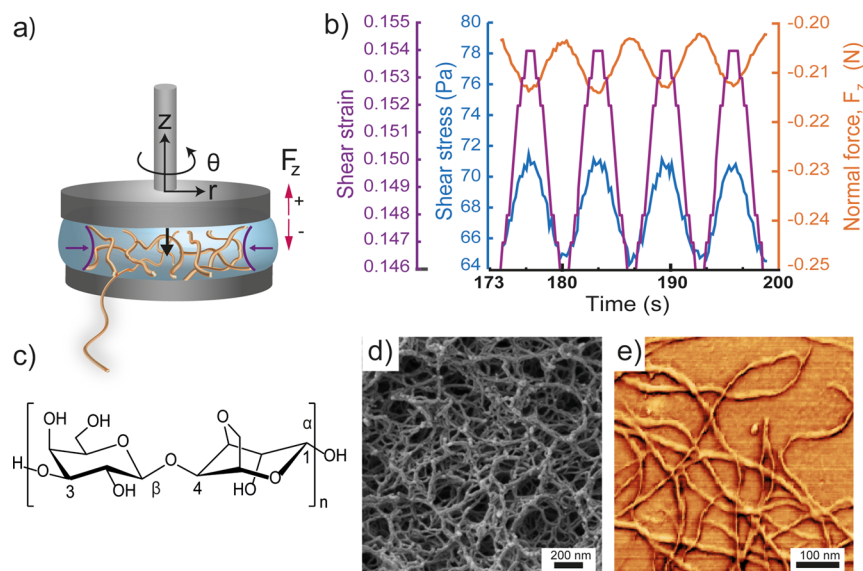 a)
z
θ
r
Fz
+
-
b)
Shear strain
0.155
0.154
0.153
0.152
0.151
0.150
0.149
0.148
0.147
0.146
Shear stress (Pa)
80
78
76
74
72
70
68
66
64
173
180
190
200
Time (s)
-0.20
-0.21
-0.22
-0.23
-0.24
-0.25
Normal force, Fz (N)
c)
OH
OH
O
O
α
H
O
3
OH
β
O
4
HO
O
1
OH
n
d)
200 nm
e)
100 nm